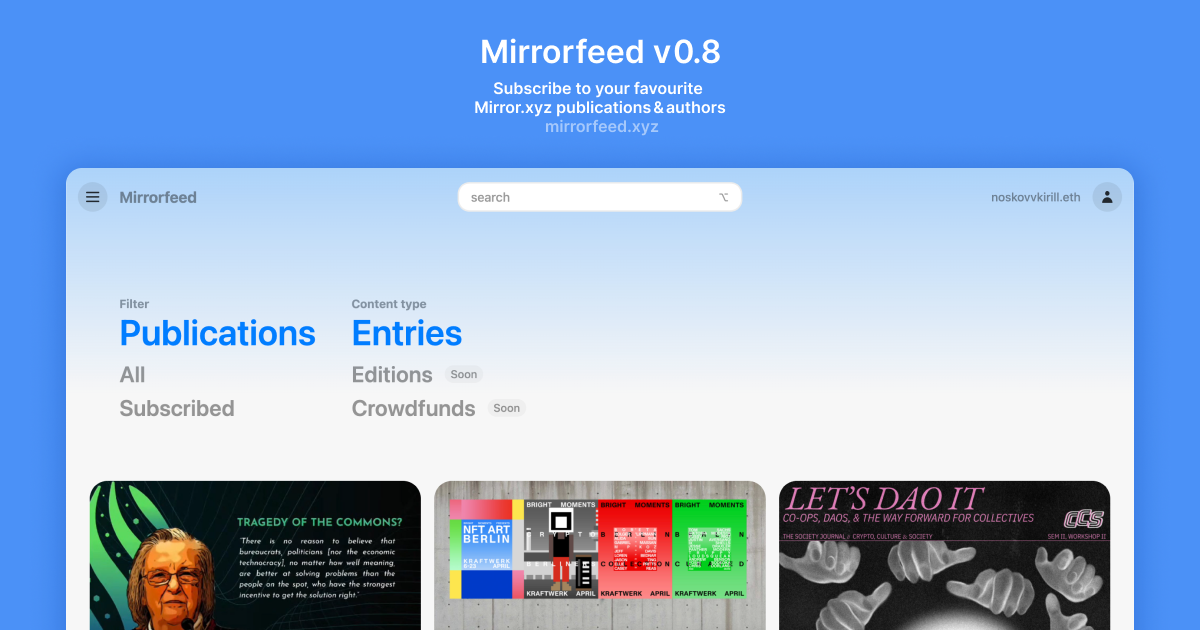 Mirrorfeed v0.8
Subscribe to your favourite
Mirror.xyz publications & authors
mirrorfeed.xyz
Mirrorfeed
search
⌥
noskovvkirill.eth
Filter
Publications
All
Subscribed
Content type
Entries
Editions Soon
Crowdfunds Soon
TRAGEDY OF THE COMMONS?
"There is no reason to believe that
bureaucrats, politicians [nor the economic
technocracy], no matter how well meaning,
are better at solving problems than the
people on the spot, who have the strongest
incentive to get the solution right."
NFT ART
BERLIN
KRAFTWERK
APRIL
BRIGHT MOMENTS
KRAFTWERK APRIL
BRIGHT MOMENTS
KRAFTWERK APRIL
BRIGHT MOMENTS
KRAFTWERK APRIL
LET'S DAO IT
CO-OPS, DAOS, & THE WAY FORWARD FOR COLLECTIVES
CCS
THE SOCIETY JOURNAL & CRYPTO, CULTURE & SOCIETY
SEM II, WORKSHOP II